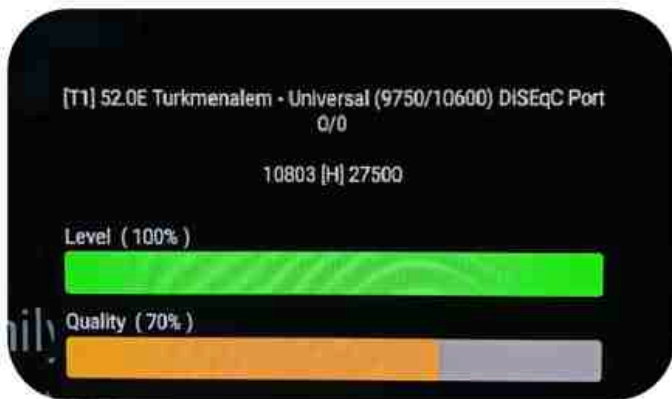 [T1] 52.0E Turkmenalem - Universal (9750/10600) DiSEqC Port
0/0
10803 [H] 27500
Level ( 100% )
Quality ( 70% )